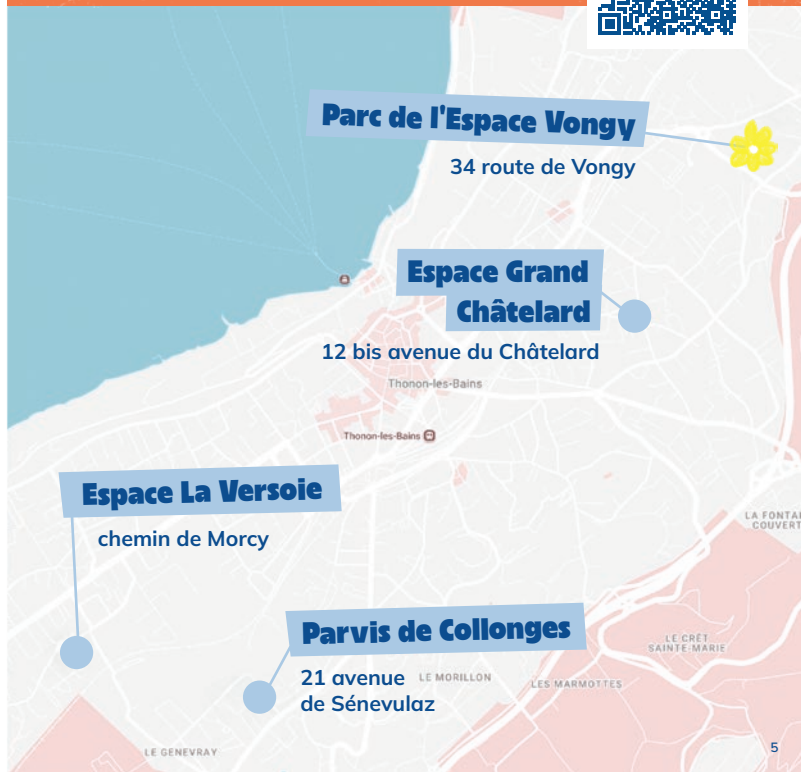 Parc de l'Espace Vongy
34 route de Vongy
Espace Grand
Châtelard
12 bis avenue du Châtelard
Thonon-les-Bains
Thonon-les-Bains
Espace La Versoie
chemin de Morcy
LA FONTAI
COUVERT
Parvis de Collonges
21 avenue
de Sénevulaz
LE MORILLON
LE CRÊT
SAINTE-MARIE
LES MARMOTTES
LE GENEVRAY
5